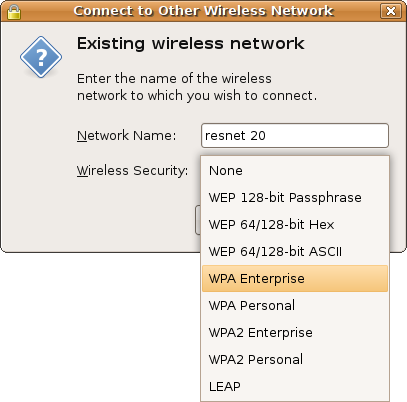 Connect to Other Wireless Network
Existing wireless network
Enter the name of the wireless
network to which you wish to connect.
Network Name: resnet 20
Wireless Security:
None
WEP 128-bit Passphrase
WEP 64/128-bit Hex
WEP 64/128-bit ASCII
WPA Enterprise
WPA Personal
WPA2 Enterprise
WPA2 Personal
LEAP